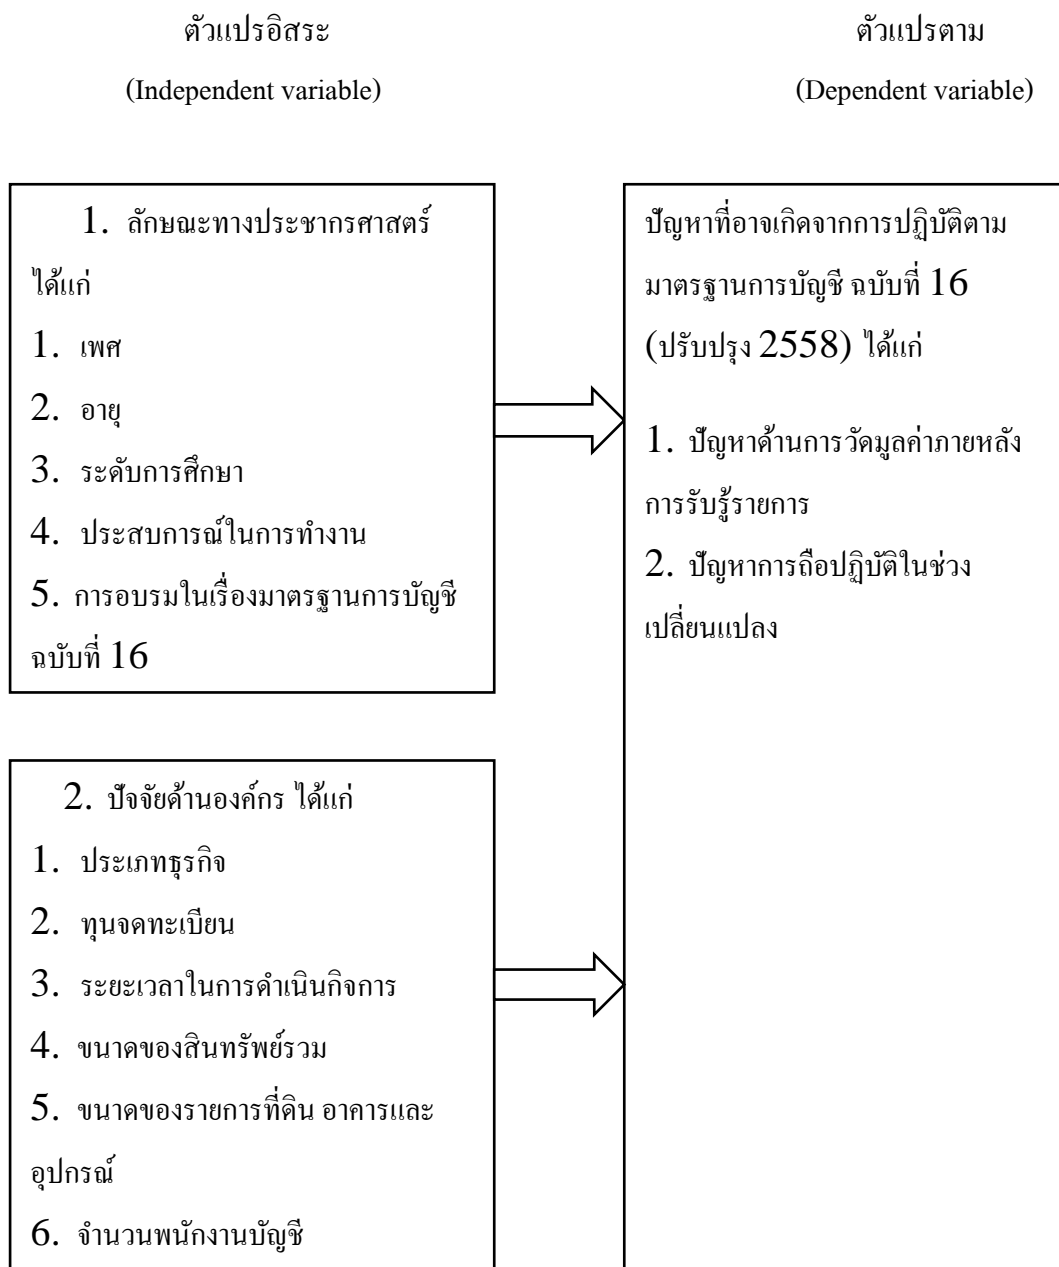 ตัวแปรอิสระ
(Independent variable)
ตัวแปรตาม
(Dependent variable)
1. ลักษณะทางประชากรศาสตร์
ได้แก่
1. เพศ
2. อายุ
3. ระดับการศึกษา
4. ประสบการณ์ในการทำงาน
5. การอบรมในเรื่องมาตรฐานการบัญชี
ฉบับที่ 16
2. ปัจจัยด้านองค์กร ได้แก่
1. ประเภทธุรกิจ
2. ทุนจดทะเบียน
3. ระยะเวลาในการดำเนินกิจการ
4. ขนาดของสินทรัพย์รวม
5. ขนาดของรายการที่ดิน อาคารและ
อุปกรณ์
6. จำนวนพนักงานบัญชี
ปัญหาที่อาจเกิดจากการปฏิบัติตาม
มาตรฐานการบัญชี ฉบับที่ 16
(ปรับปรุง 2558) ได้แก่
1. ปัญหาด้านการวัดมูลค่าภายหลัง
การรับรู้รายการ
2. ปัญหาการถือปฏิบัติในช่วง
เปลี่ยนแปลง